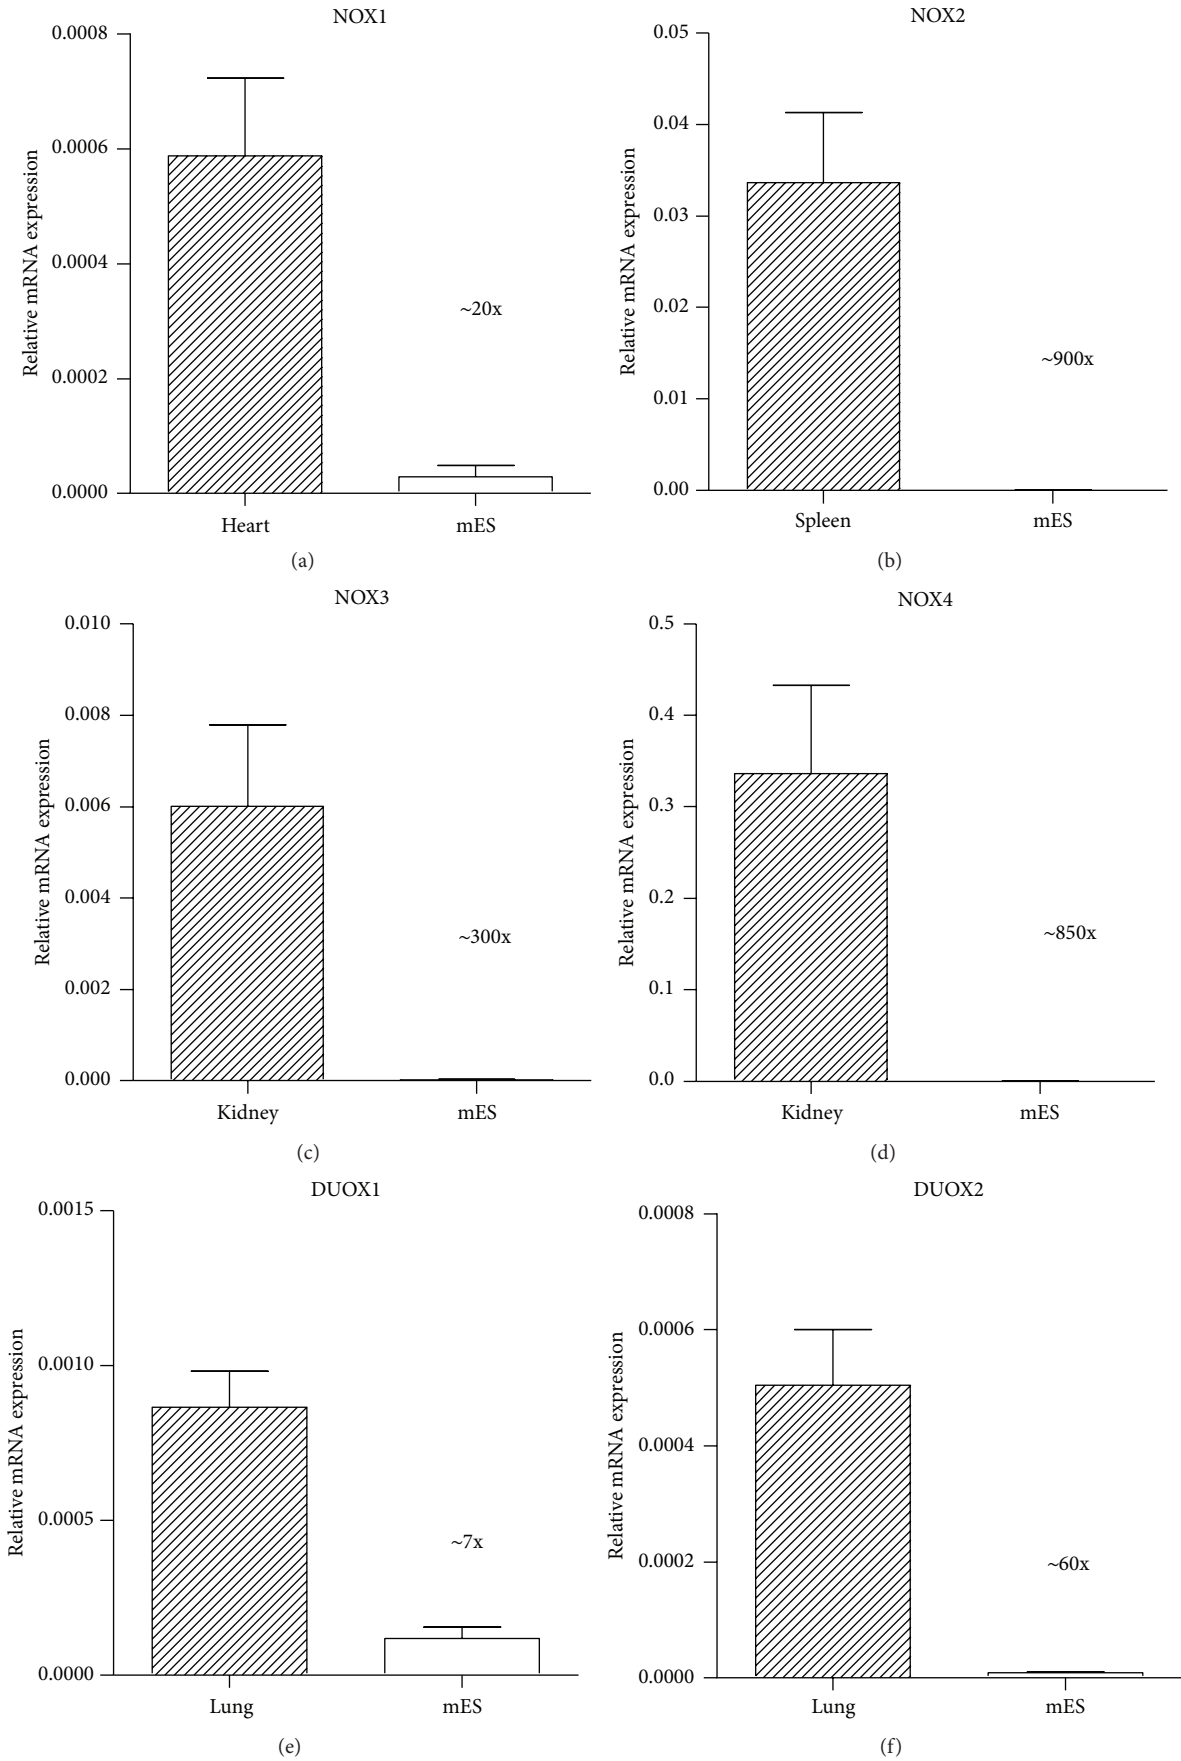 NOX1
Relative mRNA expression
0.0008
0.0006
0.0004
0.0002
0.0000
~20x
Heart
mES
(a)
NOX2
Relative mRNA expression
0.05
0.04
0.03
0.02
0.01
0.00
~900x
Spleen
mES
(b)
NOX3
Relative mRNA expression
0.010
0.008
0.006
0.004
0.002
0.000
~300x
Kidney
mES
(c)
NOX4
Relative mRNA expression
0.5
0.4
0.3
0.2
0.1
0.0
~850x
Kidney
mES
(d)
DUOX1
Relative mRNA expression
0.0015
0.0010
0.0005
0.0000
~7x
Lung
mES
(e)
DUOX2
Relative mRNA expression
0.0008
0.0006
0.0004
0.0002
0.0000
~60x
Lung
mES
(f)